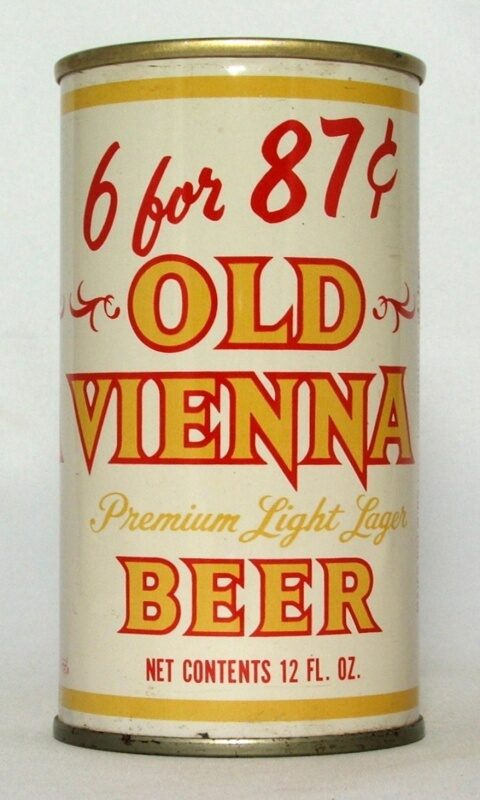 6 for 87¢
OLD
VIENNA
Premium Light Lager
BEER
NET CONTENTS 12 FL. OZ.